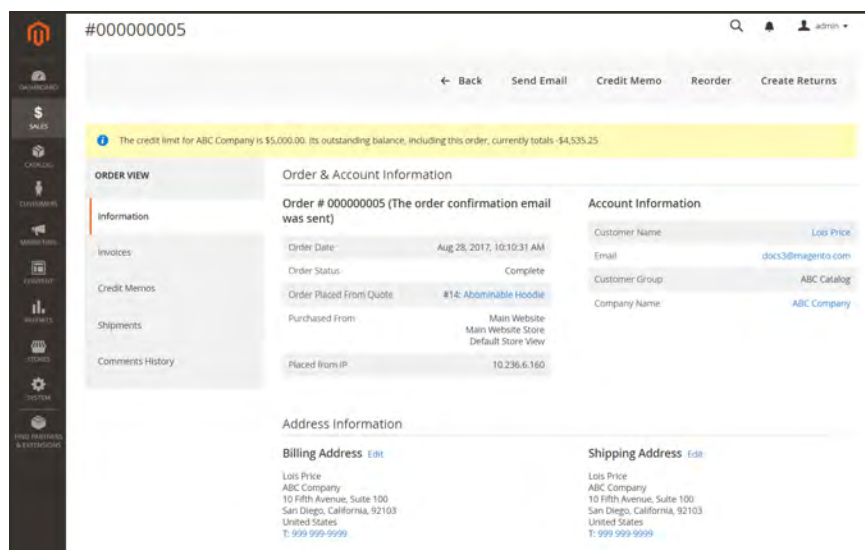 #000000005
admin
← Back
Send Email
Credit Memo
Reorder
Create Returns
The credit limit for ABC Company is $5,000.00. Its outstanding balance, including this order, currently totals -$4,535.25
DASHBOARD
SALES
CATALOG
CUSTOMERS
MARKETING
CONTENT
REPORTS
STORES
SYSTEM
FIND PARTNERS
& EXTENSIONS
ORDER VIEW
Information
Invoices
Credit Memos
Shipments
Comments History
Order & Account Information
Order # 000000005 (The order confirmation email
was sent)
Order Date Aug 28, 2017, 10:10:31 AM
Order Status Complete
Order Placed From Quote #14: Abominable Hoodie
Purchased From Main Website
Main Website Store
Default Store View
Placed from IP 10.236.6.160
Account Information
Customer Name Lois Price
Email docs3@magento.com
Customer Group ABC Catalog
Company Name ABC Company
Address Information
Billing Address Edit
Lois Price
ABC Company
10 Fifth Avenue, Suite 100
San Diego, California, 92103
United States
T: 999 999-9999
Shipping Address Edit
Lois Price
ABC Company
10 Fifth Avenue, Suite 100
San Diego, California, 92103
United States
T: 999 999-9999